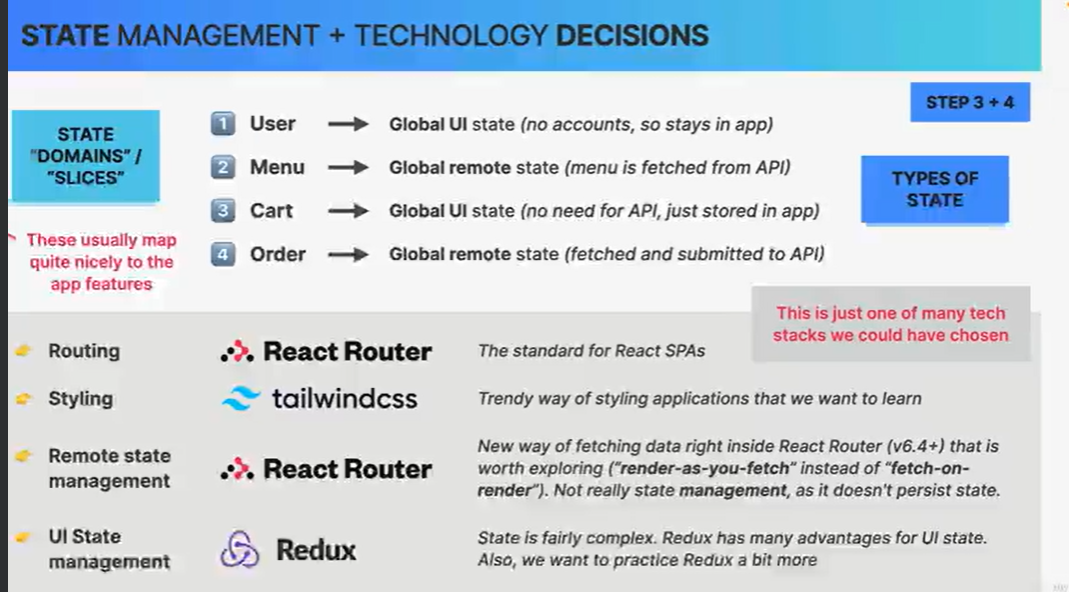 STATE MANAGEMENT + TECHNOLOGY DECISIONS
STEP 3 + 4
STATE
"DOMAINS" /
"SLICES"
1 User → Global UI state (no accounts, so stays in app)
2 Menu → Global remote state (menu is fetched from API)
3 Cart → Global UI state (no need for API, just stored in app)
4 Order → Global remote state (fetched and submitted to API)
TYPES OF
STATE
These usually map
quite nicely to the
app features
This is just one of many tech
stacks we could have chosen
👉 Routing React Router The standard for React SPAs
👉 Styling tailwindcss Trendy way of styling applications that we want to learn
👉 Remote state
management
React Router
New way of fetching data right inside React Router (v6.4+) that is
worth exploring ("render-as-you-fetch" instead of "fetch-on-
render"). Not really state management, as it doesn't persist state.
👉 UI State
management
Redux
State is fairly complex. Redux has many advantages for UI state.
Also, we want to practice Redux a bit more